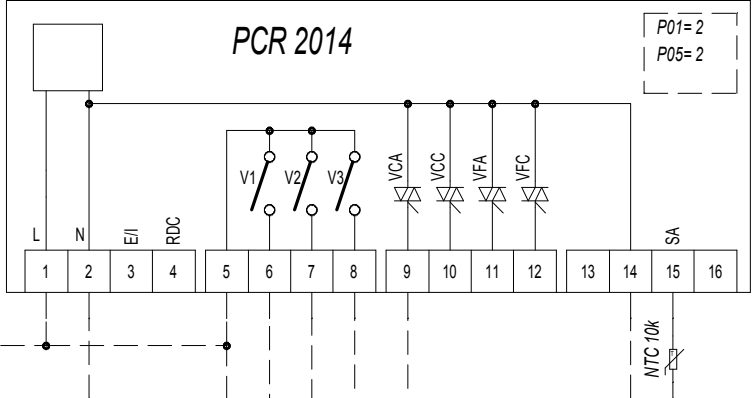 PCR 2014
P01= 2
P05= 2
V1 V2 V3 VCA VCC VFA VFC
L N E/I RDC SA
1 2 3 4 5 6 7 8 9 10 11 12 13 14 15 16
NTC 10k